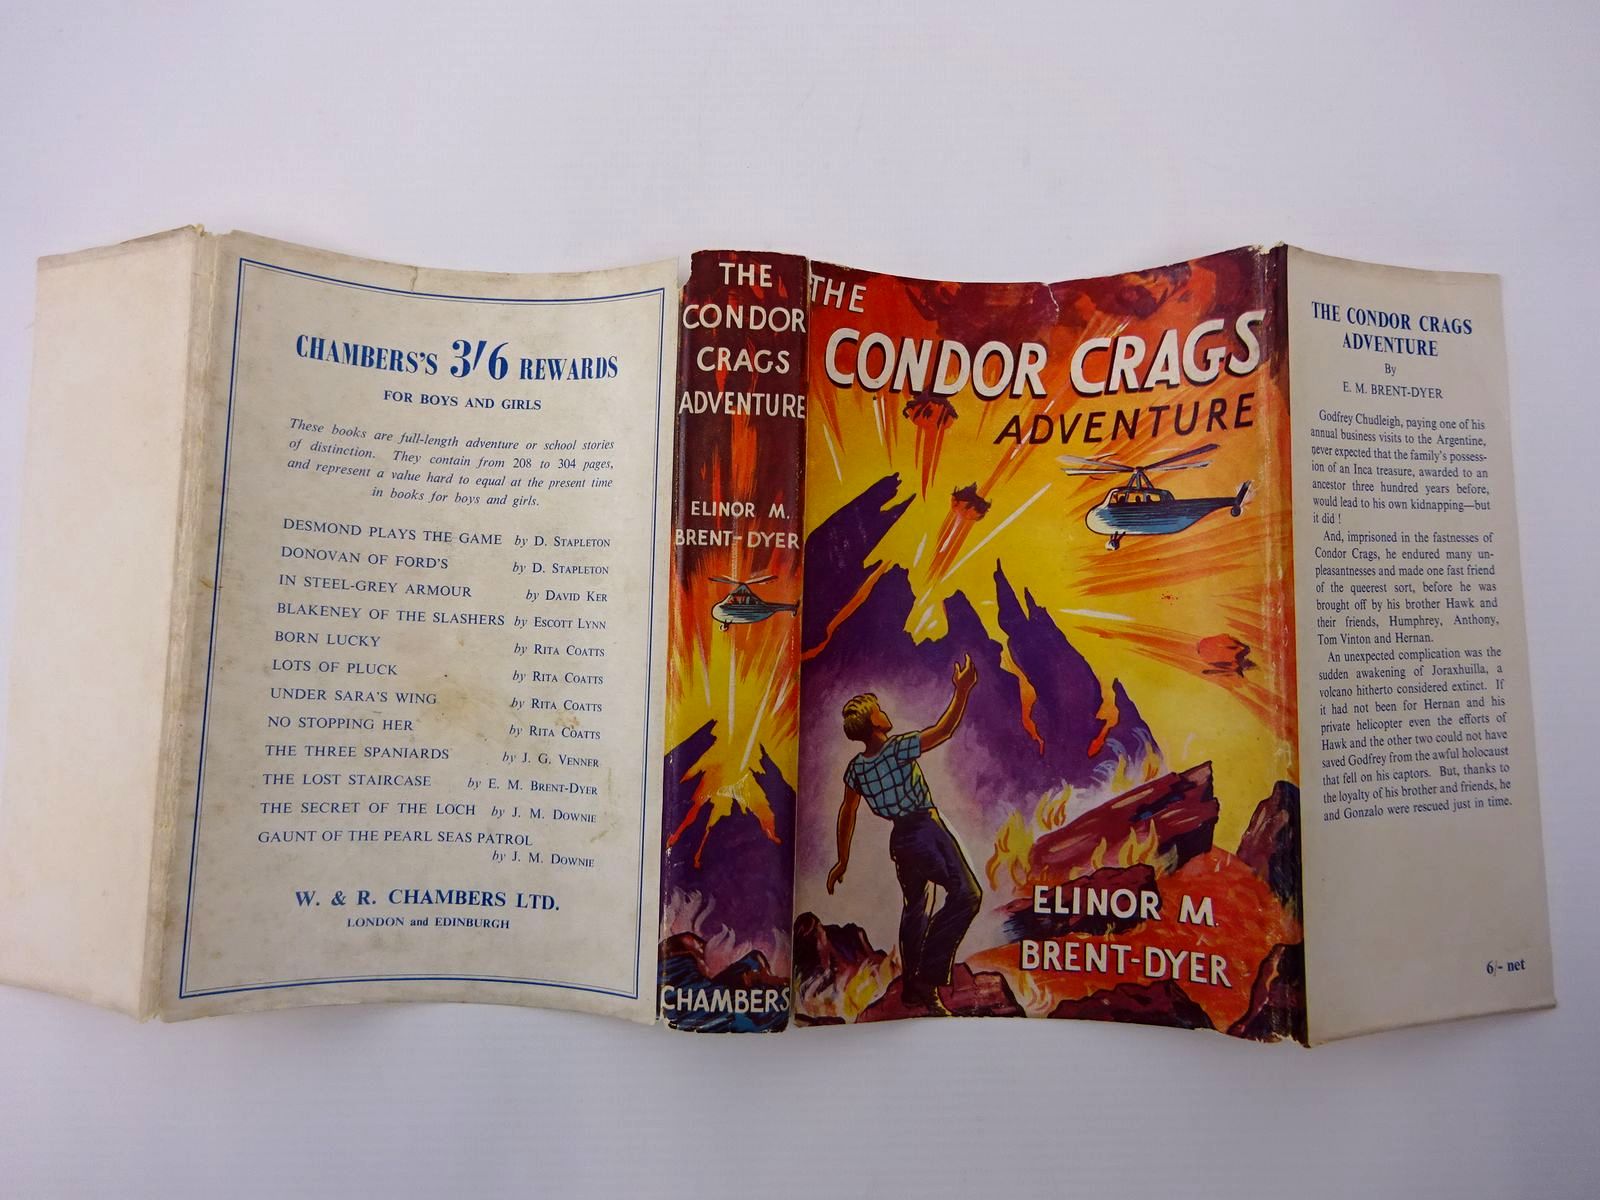 CHAMBERS'S 3/6 REWARDS
FOR BOYS AND GIRLS
These books are full-length adventure or school stories
of distinction. They contain from 208 to 304 pages,
and represent a value hard to equal at the present time
in books for boys and girls.
DESMOND PLAYS THE GAME by D. STAPLETON
DONOVAN OF FORD'S by D. STAPLETON
IN STEEL-GREY ARMOUR by DAVID KER
BLAKENEY OF THE SLASHERS by ESCOTT LYNN
BORN LUCKY by RITA COATTS
LOTS OF PLUCK by RITA COATTS
UNDER SARA'S WING by RITA COATTS
NO STOPPING HER by RITA COATTS
THE THREE SPANIARDS by J. G. VENNER
THE LOST STAIRCASE by E. M. BRENT-DYER
THE SECRET OF THE LOCH by J. M. DOWNIE
GAUNT OF THE PEARL SEAS PATROL
by J. M. DOWNIE
W. & R. CHAMBERS LTD.
LONDON and EDINBURGH
THE
CONDOR
CRAGS
ADVENTURE
ELINOR M.
BRENT-DYER
CHAMBERS
THE
CONDOR CRAGS
ADVENTURE
ELINOR M.
BRENT-DYER
THE CONDOR CRAGS
ADVENTURE
By
E. M. BRENT-DYER
Godfrey Chudleigh, paying one of his
annual business visits to the Argentine,
never expected that the family's possess-
ion of an Inca treasure, awarded to an
ancestor three hundred years before,
would lead to his own kidnapping—but
it did !
And, imprisoned in the fastnesses of
Condor Crags, he endured many un-
pleasantnesses and made one fast friend
of the queerest sort, before he was
brought off by his brother Hawk and
their friends, Humphrey, Anthony,
Tom Vinton and Hernan.
An unexpected complication was the
sudden awakening of Joraxhuilla, a
volcano hitherto considered extinct. If
it had not been for Hernan and his
private helicopter even the efforts of
Hawk and the other two could not have
saved Godfrey from the awful holocaust
that fell on his captors. But, thanks to
the loyalty of his brother and friends, he
and Gonzalo were rescued just in time.
6/- net